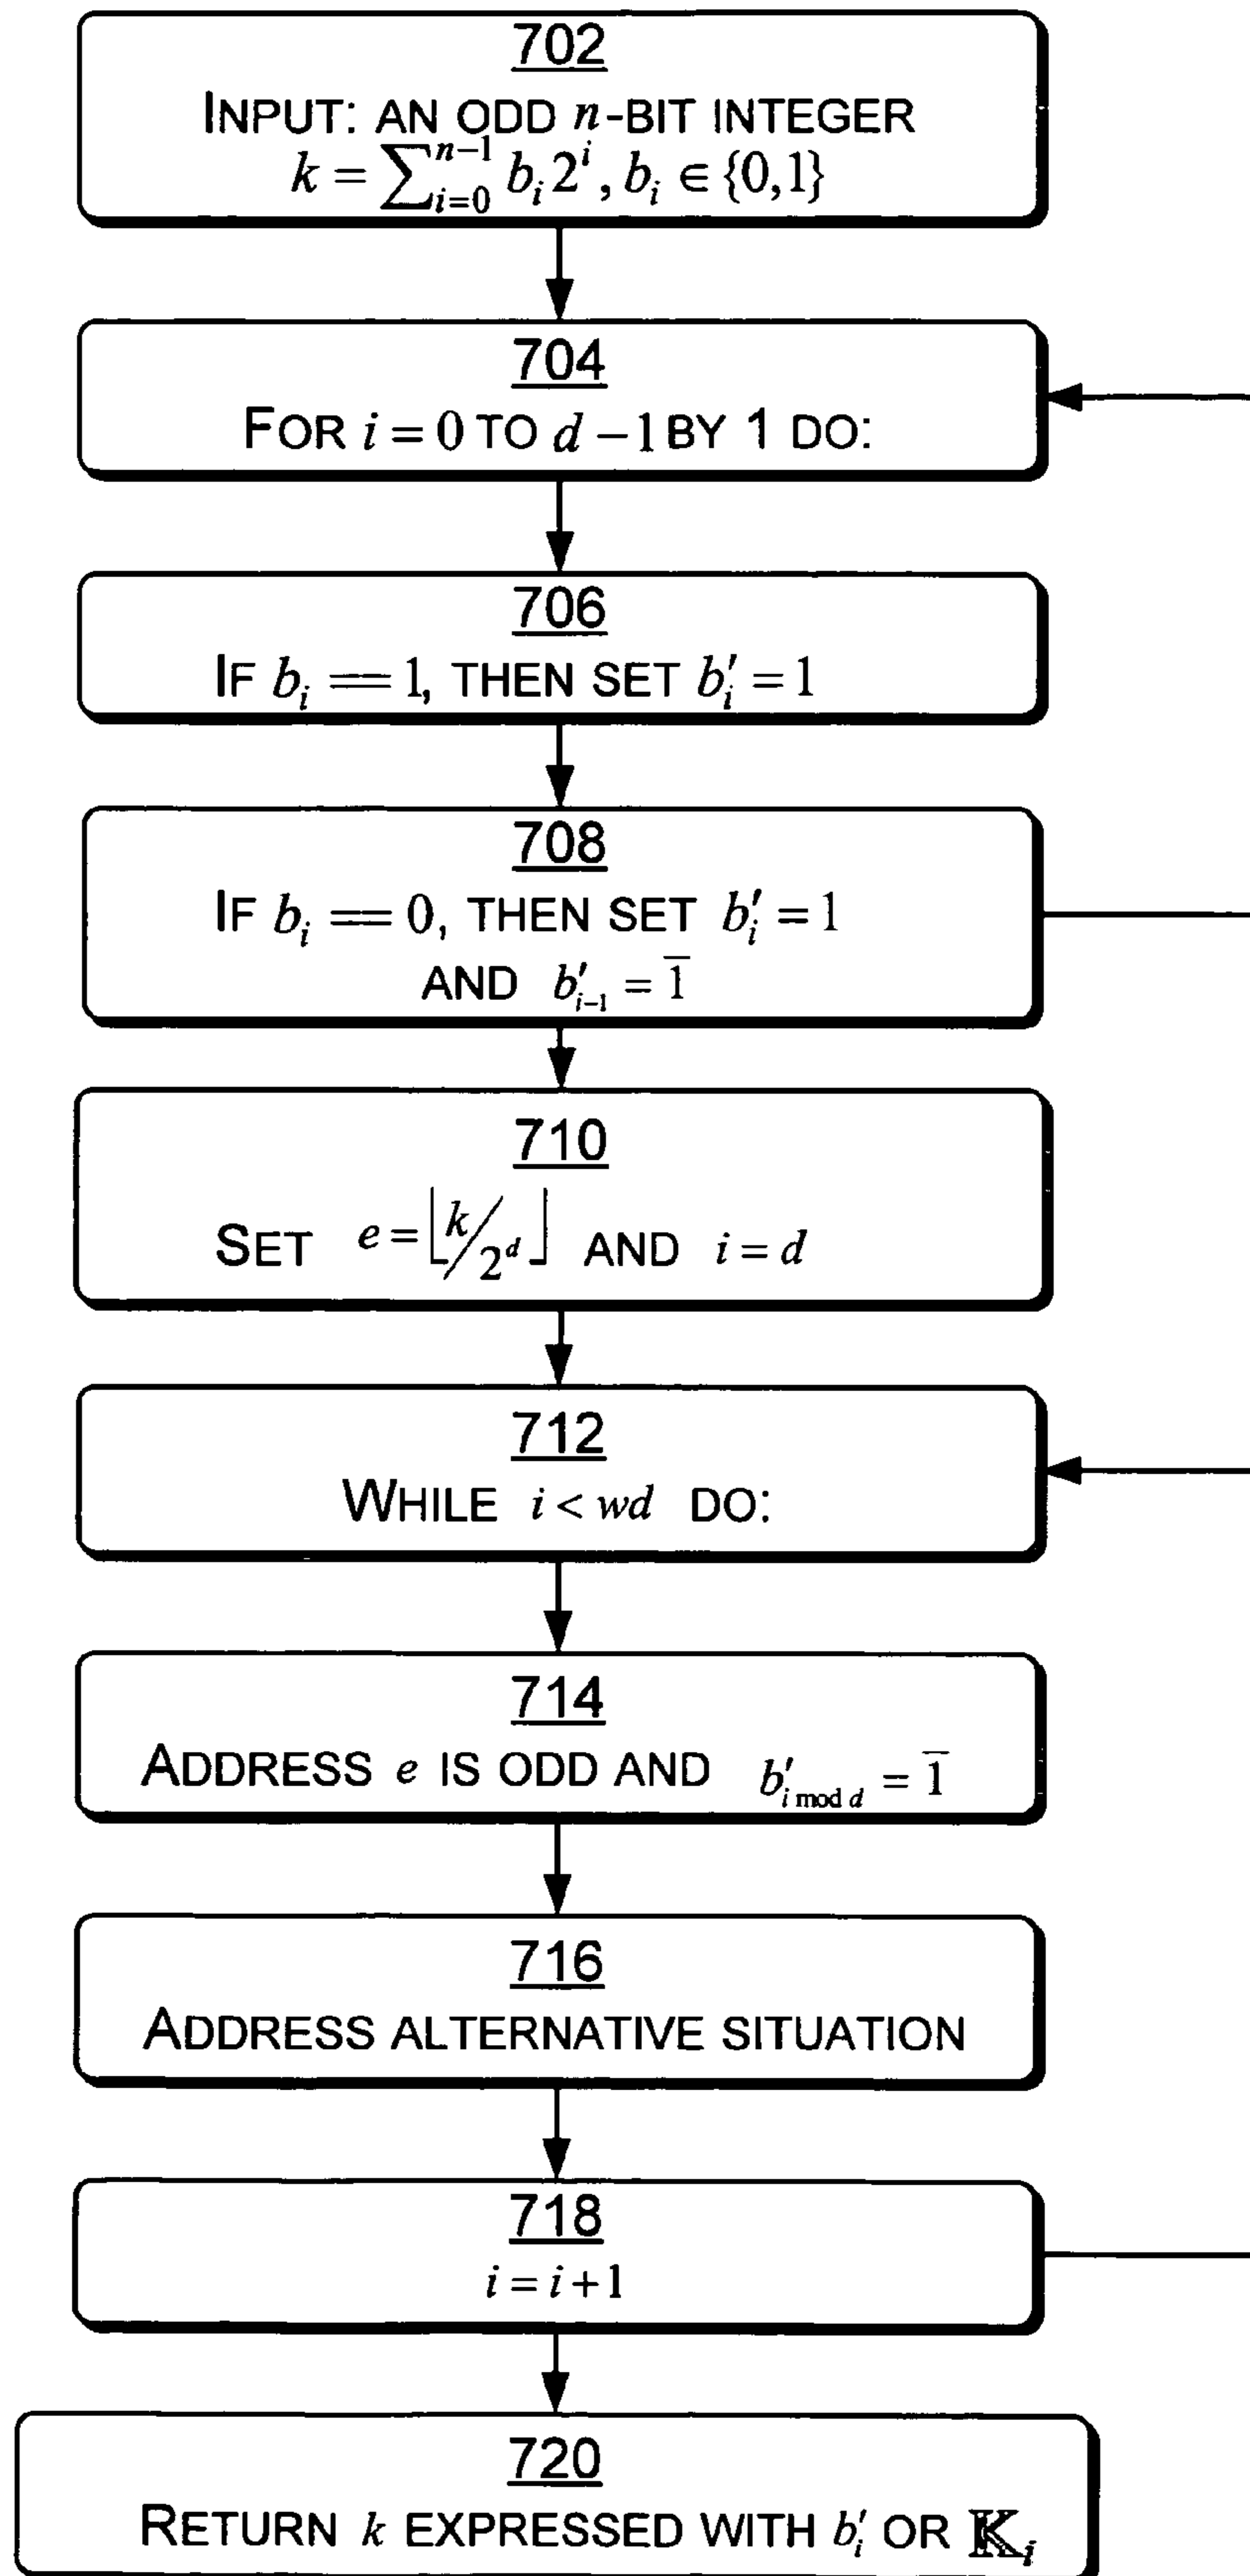 702
INPUT: AN ODD n-BIT INTEGER
k = ∑_{i=0}^{n−1} b_i 2^i, b_i ∈ {0,1}
704
FOR i = 0 TO d − 1 BY 1 DO:
706
IF b_i == 1, THEN SET b′_i = 1
708
IF b_i == 0, THEN SET b′_i = 1
AND b′_{i−1} = 1̅
710
SET e = ⌊k/2^d⌋ AND i = d
712
WHILE i < wd DO:
714
ADDRESS e IS ODD AND b′_{i mod d} = 1̅
716
ADDRESS ALTERNATIVE SITUATION
718
i = i + 1
720
RETURN k EXPRESSED WITH b′_i OR 𝕂_i